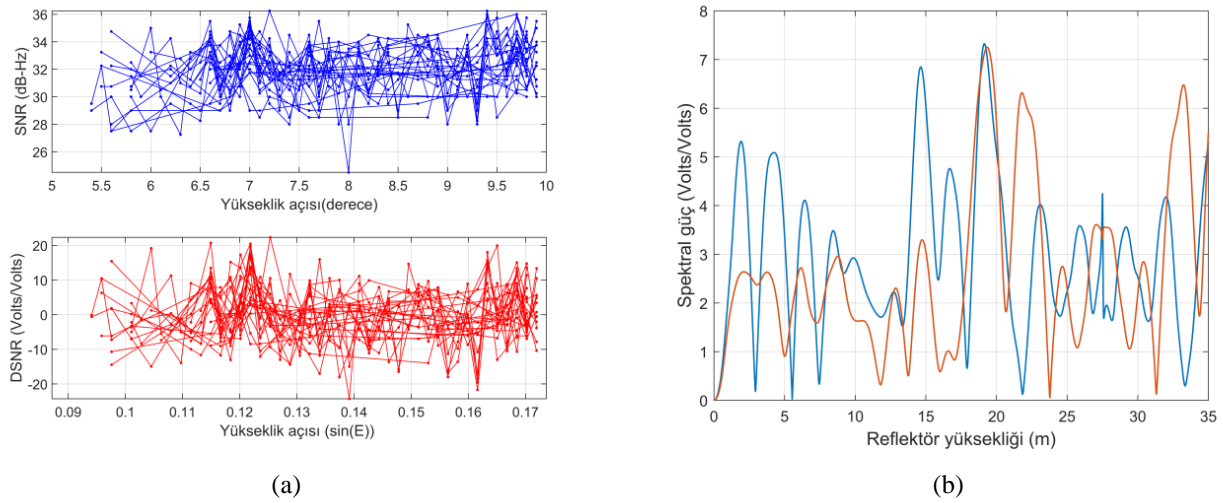 36
34
32
30
28
26
SNR (dB-Hz)
5 5.5 6 6.5 7 7.5 8 8.5 9 9.5 10
Yükseklik açısı(derece)
20
10
0
-10
-20
DSNR (Volts/Volts)
0.09 0.1 0.11 0.12 0.13 0.14 0.15 0.16 0.17
Yükseklik açısı (sin(E))
(a)
8
7
6
5
4
3
2
1
0
Spektral güç (Volts/Volts)
0 5 10 15 20 25 30 35
Reflektör yüksekliği (m)
(b)